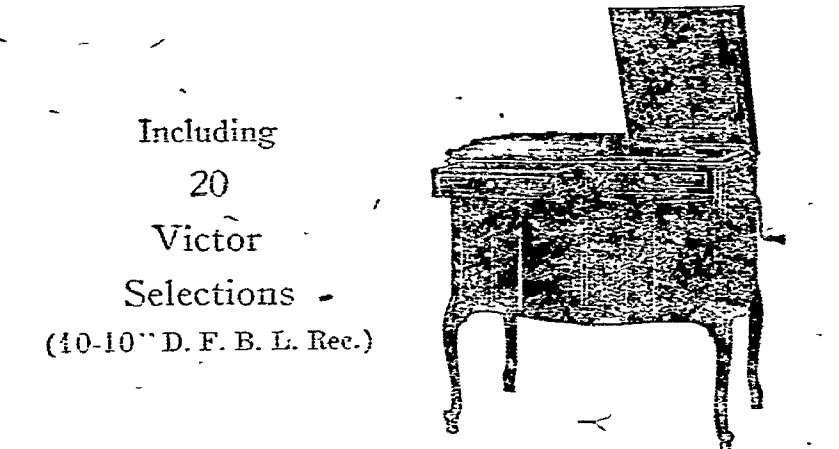 Including
20
Victor
Selections
(10-10" D. F. B. L. Rec.)